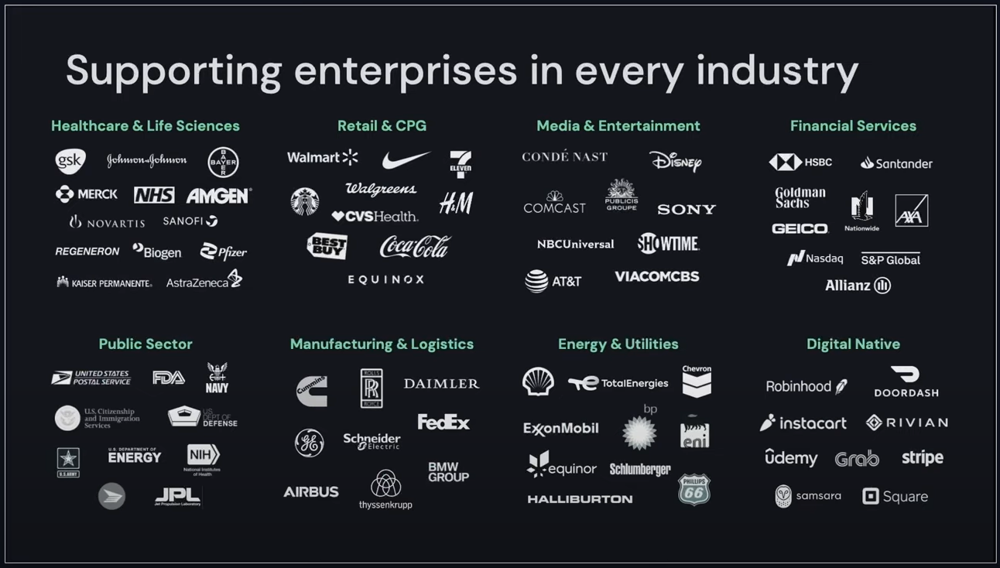 Supporting enterprises in every industry
Healthcare & Life Sciences
gsk
Johnson & Johnson
BAYER
BAYER
MERCK
NHS
AMGEN®
NOVARTIS
SANOFI
REGENERON
Biogen
Pfizer
KAISER PERMANENTE®
AstraZeneca
Retail & CPG
Walmart
7
ELEVEN
Walgreens
H&M
CVSHealth®
BEST
BUY
Coca-Cola
EQUINOX
Media & Entertainment
CONDÉ NAST
Disney
COMCAST
PUBLICIS
GROUPE
SONY
NBCUniversal
SHOWTIME®
AT&T
VIACOMCBS
Financial Services
HSBC
Santander
Goldman
Sachs
N
Nationwide
AXA
GEICO
Nasdaq
S&P Global
Allianz
Public Sector
UNITED STATES
POSTAL SERVICE
FDA
NAVY
U.S. Citizenship
and Immigration
Services
U.S.
DEPT OF
DEFENSE
U.S. ARMY
U.S. DEPARTMENT OF
ENERGY
NIH
National Institutes
of Health
JPL
Jet Propulsion Laboratory
Manufacturing & Logistics
Cummins
ROLLS
RR
ROYCE
DAIMLER
FedEx
GE
Schneider
Electric
BMW
GROUP
AIRBUS
thyssenkrupp
Energy & Utilities
TotalEnergies
Chevron
bp
ExxonMobil
eni
equinor
Schlumberger
PHILLIPS
66
HALLIBURTON
Digital Native
Robinhood
DOORDASH
instacart
RIVIAN
ûdemy
Grab
stripe
samsara
Square